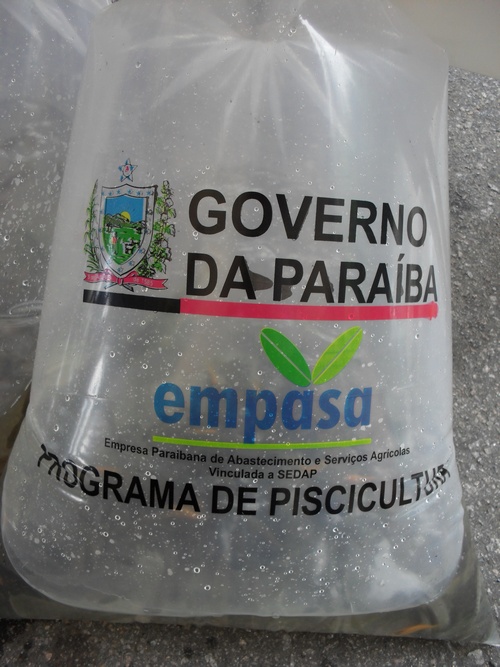 GOVERNO
DA PARAÍBA
empasa
Empresa Paraibana de Abastecimento e Serviços Agrícolas
Vinculada a SEDAP
PROGRAMA DE PISCICULTURA